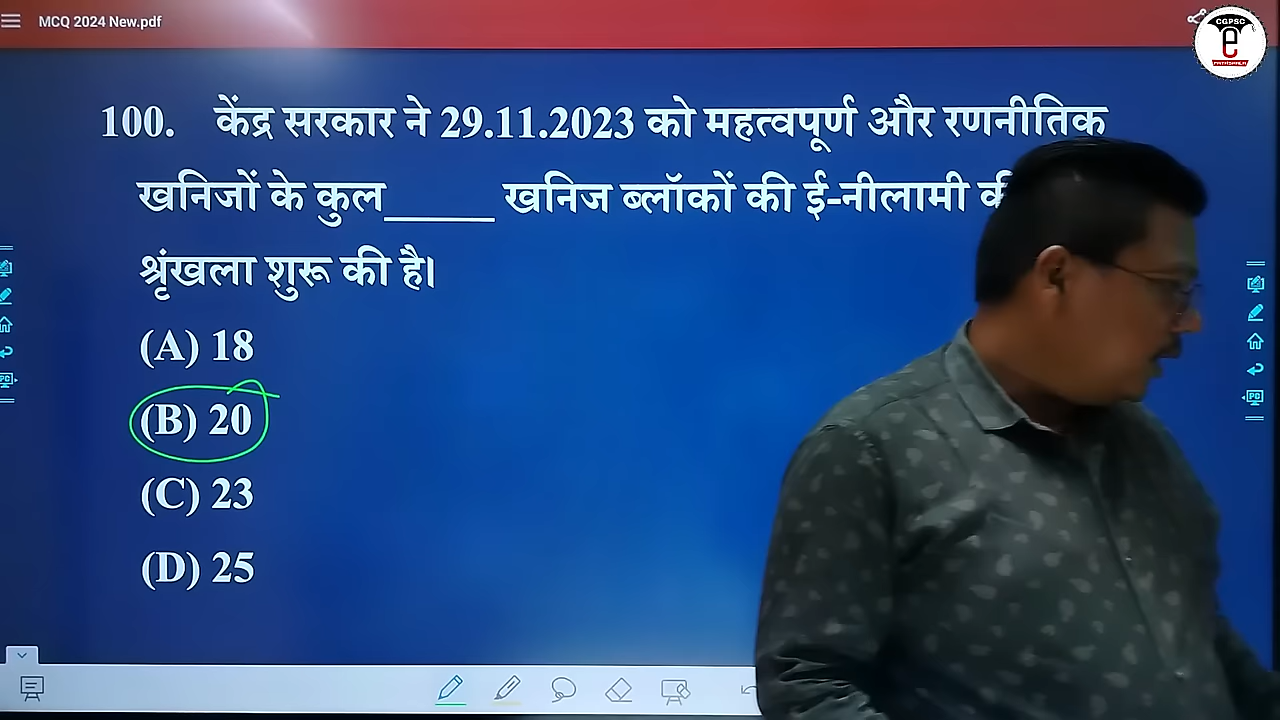 MCQ 2024 New.pdf
CGPSC
e
100. केंद्र सरकार ने 29.11.2023 को महत्वपूर्ण और रणनीतिक
खनिजों के कुल_____ खनिज ब्लॉकों की ई-नीलामी की
श्रृंखला शुरू की है।
(A) 18
(B) 20
(C) 23
(D) 25